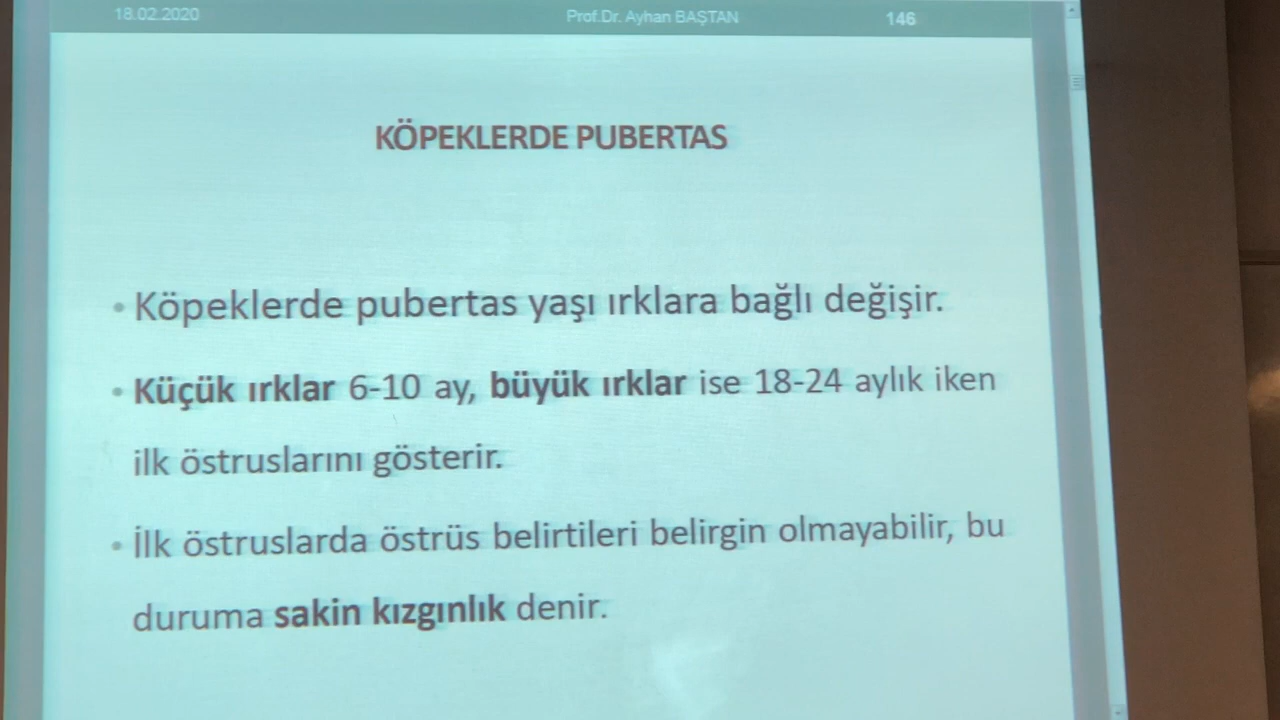 18.02.2020 Prof.Dr. Ayhan BAŞTAN 146
KÖPEKLERDE PUBERTAS
• Köpeklerde pubertas yaşı ırklara bağlı değişir.
• Küçük ırklar 6-10 ay, büyük ırklar ise 18-24 aylık iken
ilk östruslarını gösterir.
• İlk östruslarda östrüs belirtileri belirgin olmayabilir, bu
duruma sakin kızgınlık denir.